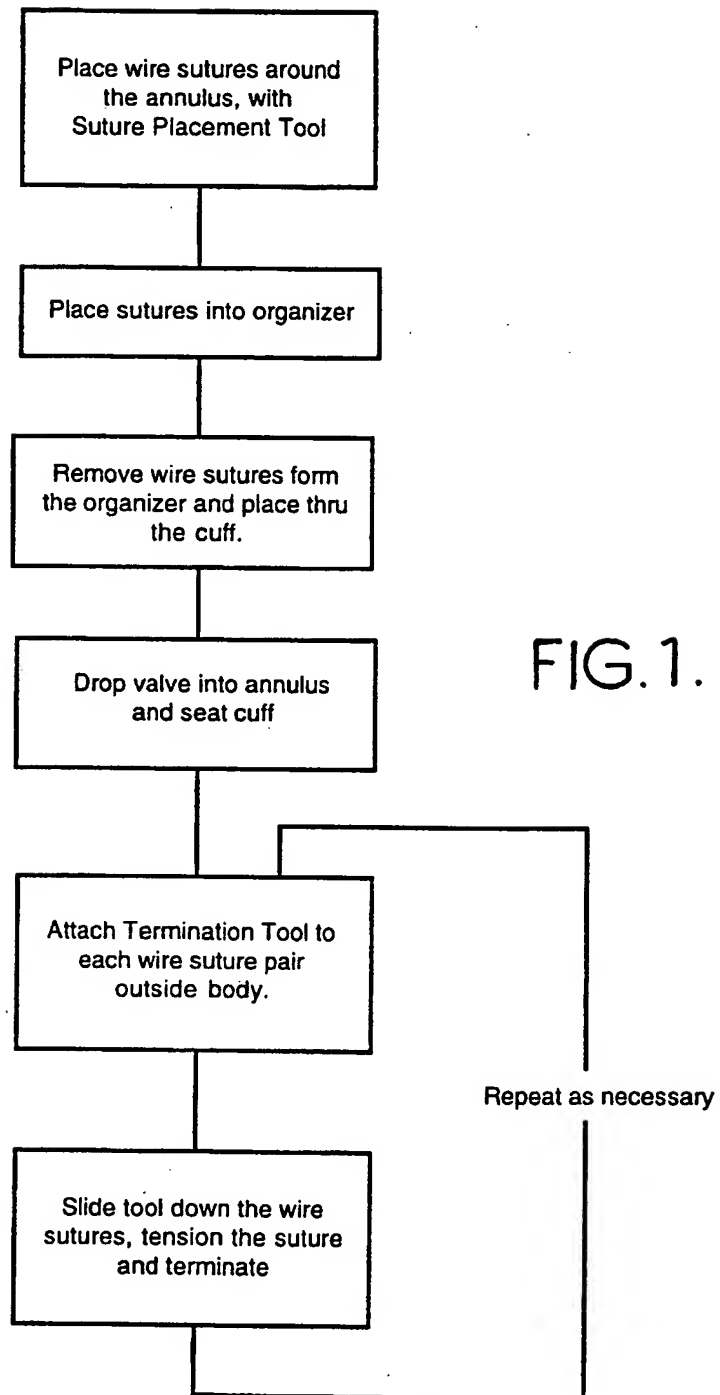 Place wire sutures around
the annulus, with
Suture Placement Tool
Place sutures into organizer
Remove wire sutures form
the organizer and place thru
the cuff.
Drop valve into annulus
and seat cuff
FIG. 1.
Attach Termination Tool to
each wire suture pair
outside body.
Repeat as necessary
Slide tool down the wire
sutures, tension the suture
and terminate